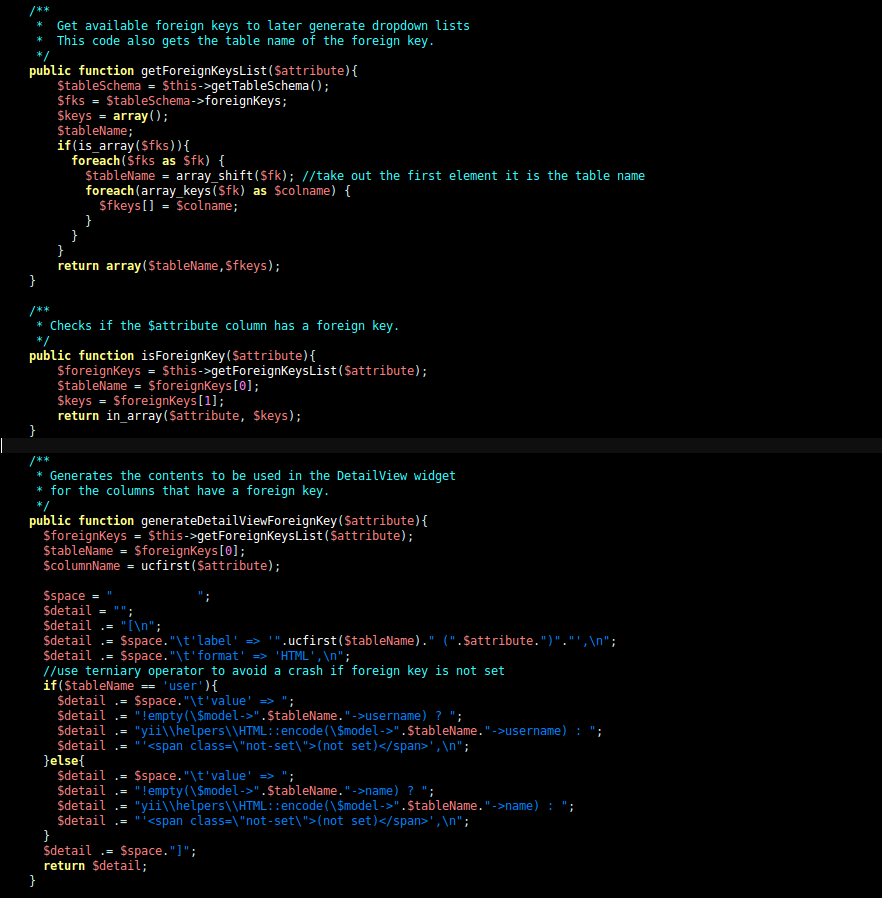 /**
 *  Get available foreign keys to later generate dropdown lists
 *  This code also gets the table name of the foreign key.
 */
public function getForeignKeysList($attribute){
    $tableSchema = $this->getTableSchema();
    $fks = $tableSchema->foreignKeys;
    $keys = array();
    $tableName;
    if(is_array($fks)){
      foreach($fks as $fk) {
        $tableName = array_shift($fk); //take out the first element it is the table name
        foreach(array_keys($fk) as $colname) {
          $fkeys[] = $colname;
        }
      }
    }
    return array($tableName,$fkeys);
}

/**
 * Checks if the $attribute column has a foreign key.
 */
public function isForeignKey($attribute){
    $foreignKeys = $this->getForeignKeysList($attribute);
    $tableName = $foreignKeys[0];
    $keys = $foreignKeys[1];
    return in_array($attribute, $keys);
}

/**
 * Generates the contents to be used in the DetailView widget
 * for the columns that have a foreign key.
 */
public function generateDetailViewForeignKey($attribute){
  $foreignKeys = $this->getForeignKeysList($attribute);
  $tableName = $foreignKeys[0];
  $columnName = ucfirst($attribute);

  $space = "            ";
  $detail = "";
  $detail .= "[\n";
  $detail .= $space."\t'label' => '".ucfirst($tableName)." (".$attribute.")"."',\n";
  $detail .= $space."\t'format' => 'HTML',\n";
  //use terniary operator to avoid a crash if foreign key is not set
  if($tableName == 'user'){
    $detail .= $space."\t'value' => ";
    $detail .= "!empty(\$model->".$tableName."->username) ? ";
    $detail .= "yii\\helpers\\HTML::encode(\$model->".$tableName."->username) : ";
    $detail .= "'<span class=\"not-set\">(not set)</span>',\n";
  }else{
    $detail .= $space."\t'value' => ";
    $detail .= "!empty(\$model->".$tableName."->name) ? ";
    $detail .= "yii\\helpers\\HTML::encode(\$model->".$tableName."->name) : ";
    $detail .= "'<span class=\"not-set\">(not set)</span>',\n";
  }
  $detail .= $space."]";
  return $detail;
}